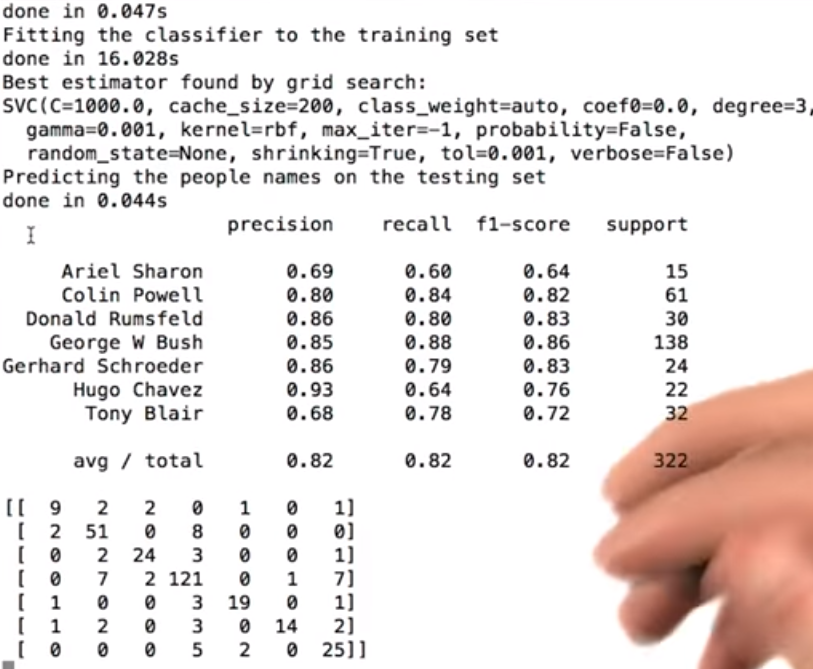 done in 0.047s
Fitting the classifier to the training set
done in 16.028s
Best estimator found by grid search:
SVC(C=1000.0, cache_size=200, class_weight=auto, coef0=0.0, degree=3,
  gamma=0.001, kernel=rbf, max_iter=-1, probability=False,
  random_state=None, shrinking=True, tol=0.001, verbose=False)
Predicting the people names on the testing set
done in 0.044s
                   precision    recall  f1-score   support
     Ariel Sharon       0.69      0.60      0.64        15
     Colin Powell       0.80      0.84      0.82        61
  Donald Rumsfeld       0.86      0.80      0.83        30
    George W Bush       0.85      0.88      0.86       138
Gerhard Schroeder       0.86      0.79      0.83        24
      Hugo Chavez       0.93      0.64      0.76        22
       Tony Blair       0.68      0.78      0.72        32
      avg / total       0.82      0.82      0.82       322
[[  9   2   2   0   1   0   1]
 [  2  51   0   8   0   0   0]
 [  0   2  24   3   0   0   1]
 [  0   7   2 121   0   1   7]
 [  1   0   0   3  19   0   1]
 [  1   2   0   3   0  14   2]
 [  0   0   0   5   2   0  25]]